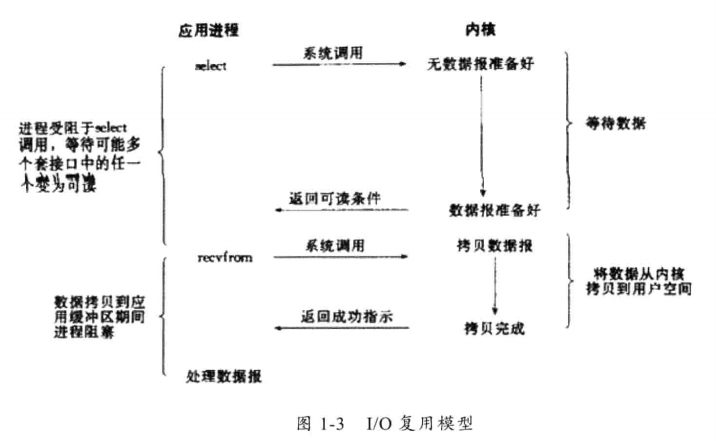 应用进程
内核
select
系统调用
无数据报准备好
进程受阻于select
调用，等待可能多
个套接口中的任一
个变为可读
等待数据
返回可读条件
数据报准备好
recvfrom
系统调用
拷贝数据报
数据拷贝到应
用缓冲区期间
进程阻塞
将数据从内核
拷贝到用户空间
返回成功指示
拷贝完成
处理数据报
图 1-3 I/O 复用模型